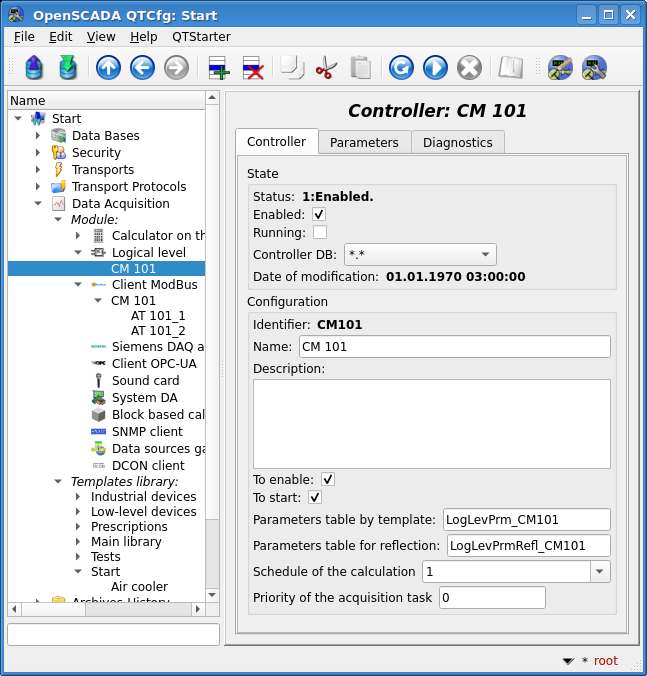 OpenSCADA QTCfg: Start
File Edit View Help QTStarter
Name
Start
Data Bases
Security
Transports
Transport Protocols
Data Acquisition
Module:
Calculator on th
Logical level
CM 101
Client ModBus
CM 101
AT 101_1
AT 101_2
Siemens DAQ a
Client OPC-UA
Sound card
System DA
Block based cal
SNMP client
Data sources ga
DCON client
Templates library:
Industrial devices
Low-level devices
Prescriptions
Main library
Tests
Start
Air cooler
Controller: CM 101
Controller Parameters Diagnostics
State
Status: 1:Enabled.
Enabled:
Running:
Controller DB: *.*
Date of modification: 01.01.1970 03:00:00
Configuration
Identifier: CM101
Name: CM 101
Description:
To enable:
To start:
Parameters table by template: LogLevPrm_CM101
Parameters table for reflection: LogLevPrmRefl_CM101
Schedule of the calculation 1
Priority of the acquisition task 0
* root